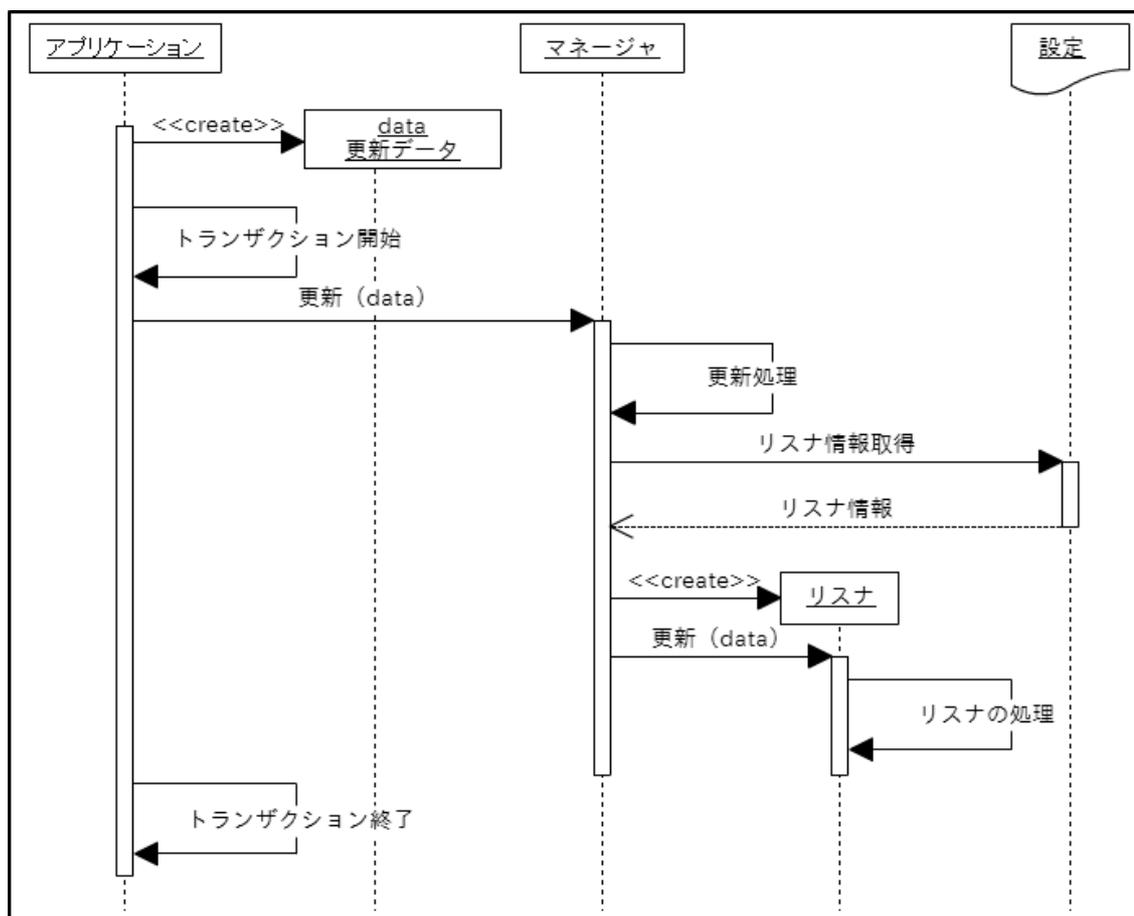 アプリケーション
マネージャ
設定
<<create>>
data
更新データ
トランザクション開始
更新（data）
更新処理
リスナ情報取得
リスナ情報
<<create>>
リスナ
更新（data）
リスナの処理
トランザクション終了